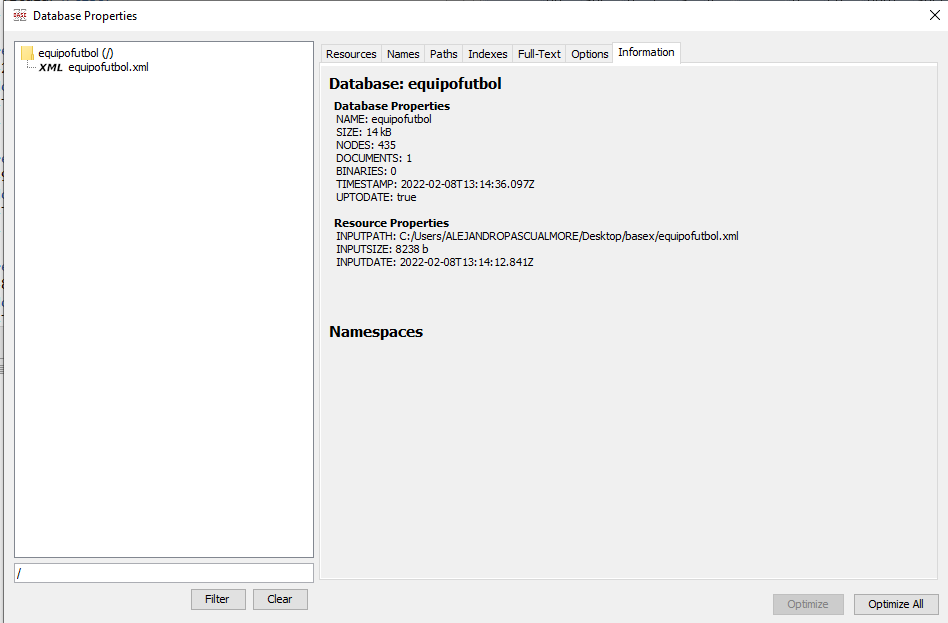 Database Properties
equipofutbol (/)
XML equipofutbol.xml
/
Filter
Clear
Resources
Names
Paths
Indexes
Full-Text
Options
Information
Database: equipofutbol
Database Properties
NAME: equipofutbol
SIZE: 14 kB
NODES: 435
DOCUMENTS: 1
BINARIES: 0
TIMESTAMP: 2022-02-08T13:14:36.097Z
UPTODATE: true
Resource Properties
INPUTPATH: C:/Users/ALEJANDROPASCUALMORE/Desktop/basex/equipofutbol.xml
INPUTSIZE: 8238 b
INPUTDATE: 2022-02-08T13:14:12.841Z
Namespaces
Optimize
Optimize All